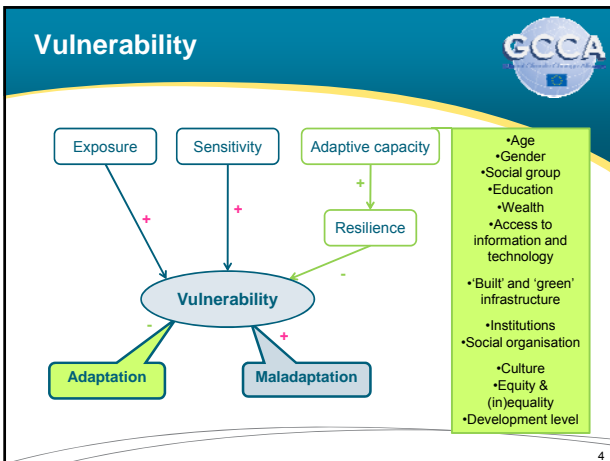 Vulnerability
GCCA
Exposure
Sensitivity
Adaptive capacity
+
+
+
Resilience
-
Vulnerability
-
+
Adaptation
Maladaptation
•Age
•Gender
•Social group
•Education
•Wealth
•Access to
information and
technology
•‘Built’ and ‘green’
infrastructure
•Institutions
•Social organisation
•Culture
•Equity &
(in)equality
•Development level
4